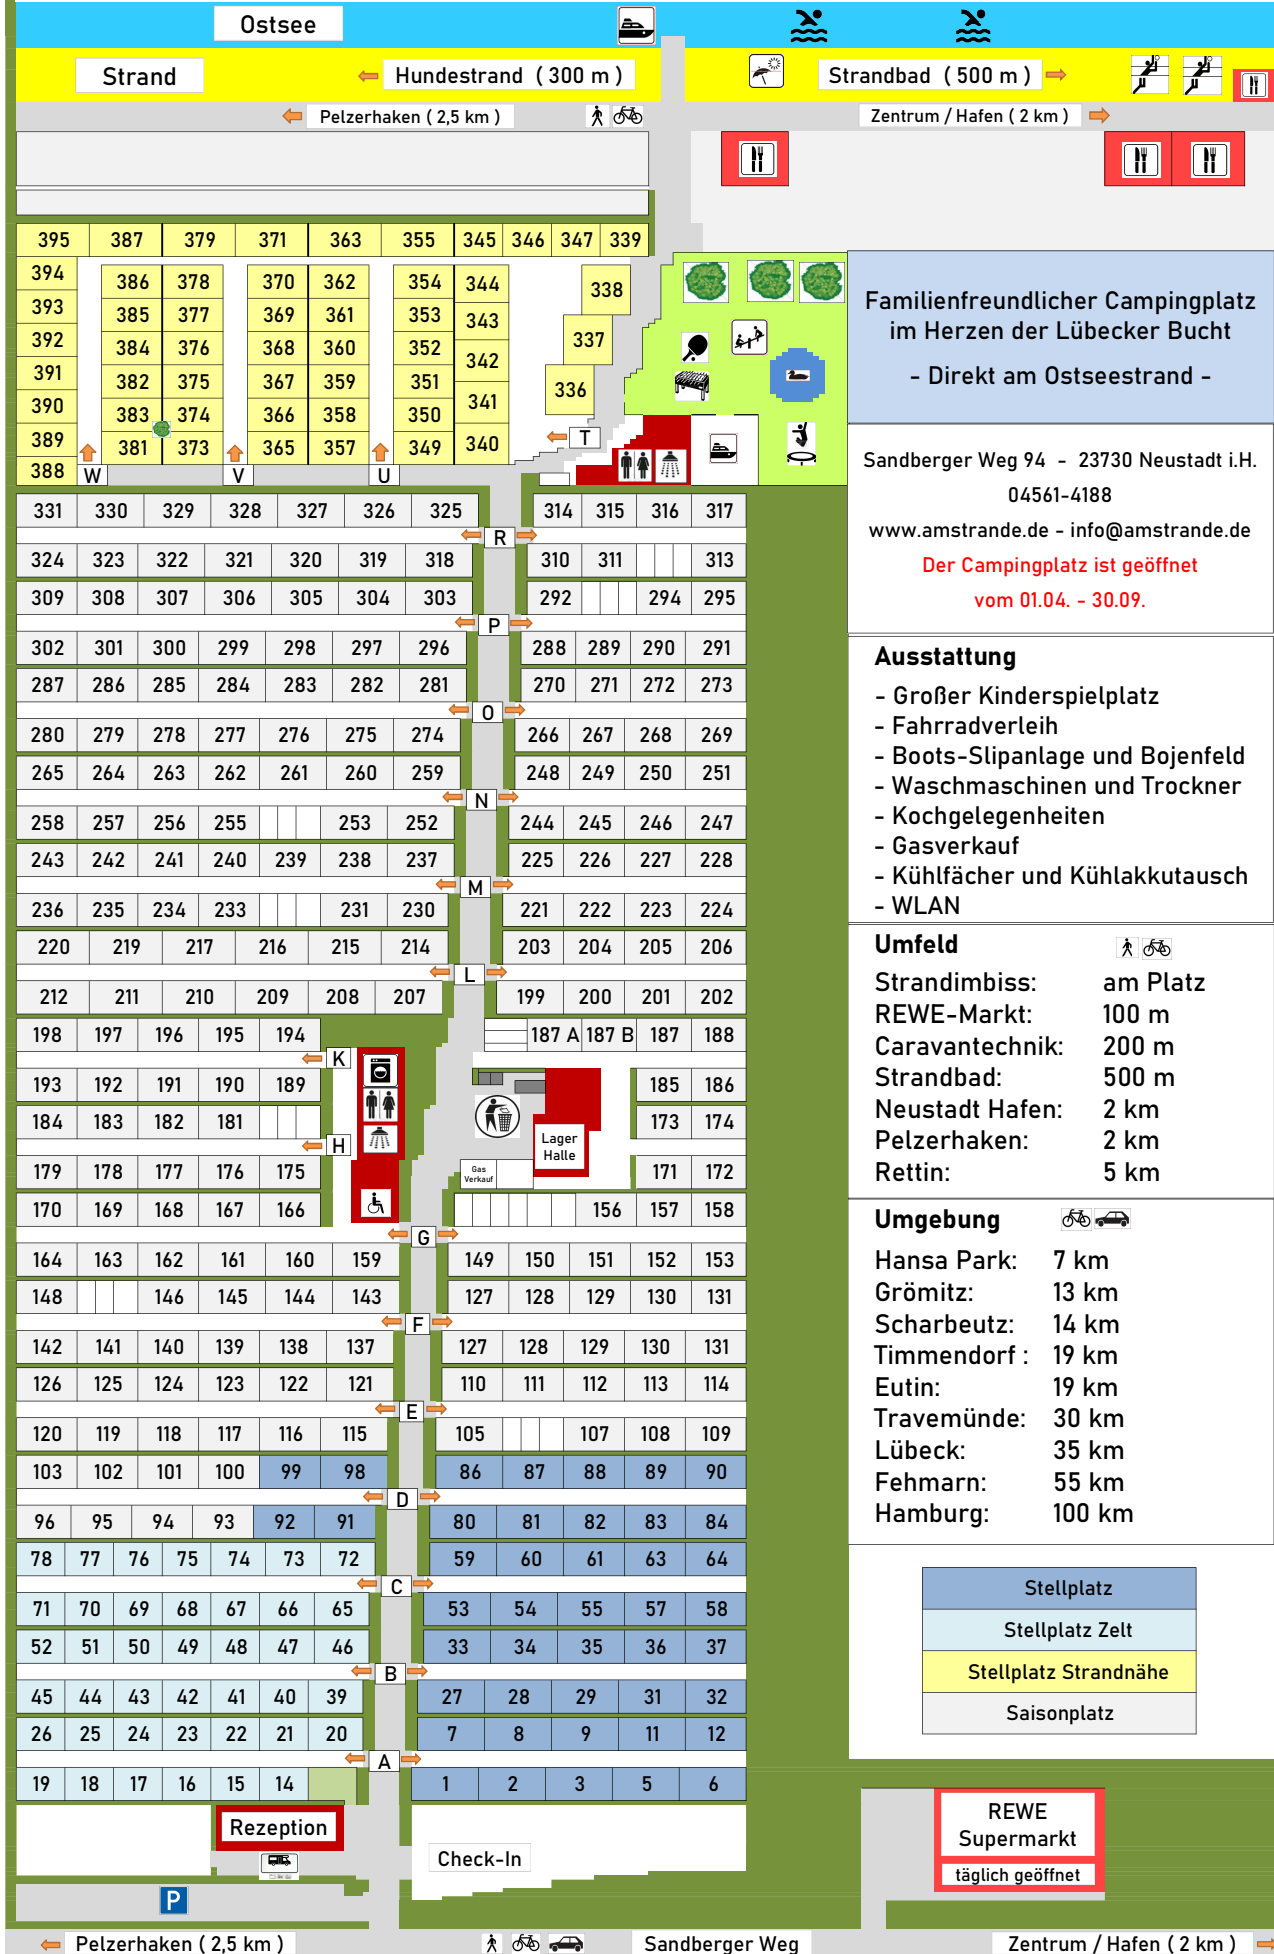 Ostsee
Strand
Hundestrand ( 300 m )
Strandbad ( 500 m )
Pelzerhaken ( 2,5 km )
Zentrum / Hafen ( 2 km )
395 387 379 371 363 355 345 346 347 339
394 386 378 370 362 354 344 338
393 385 377 369 361 353 343
392 384 376 368 360 352 342 337
391 382 375 367 359 351
390 383 374 366 358 350 341 336
389 381 373 365 357 349 340 T
388 W V U
Familienfreundlicher Campingplatz
im Herzen der Lübecker Bucht
- Direkt am Ostseestrand -
Sandberger Weg 94 - 23730 Neustadt i.H.
04561-4188
www.amstrande.de - info@amstrande.de
Der Campingplatz ist geöffnet
vom 01.04. - 30.09.
331 330 329 328 327 326 325 314 315 316 317
R
324 323 322 321 320 319 318 310 311 313
309 308 307 306 305 304 303 292 294 295
P
302 301 300 299 298 297 296 288 289 290 291
287 286 285 284 283 282 281 270 271 272 273
O
280 279 278 277 276 275 274 266 267 268 269
265 264 263 262 261 260 259 248 249 250 251
N
258 257 256 255 253 252 244 245 246 247
243 242 241 240 239 238 237 225 226 227 228
M
236 235 234 233 231 230 221 222 223 224
220 219 217 216 215 214 203 204 205 206
L
212 211 210 209 208 207 199 200 201 202
198 197 196 195 194 187 A 187 B 187 188
K
193 192 191 190 189 185 186
184 183 182 181 173 174
H
Lager
Halle
179 178 177 176 175 171 172
Gas
Verkauf
170 169 168 167 166 156 157 158
G
164 163 162 161 160 159 149 150 151 152 153
148 146 145 144 143 127 128 129 130 131
F
142 141 140 139 138 137 127 128 129 130 131
126 125 124 123 122 121 110 111 112 113 114
E
120 119 118 117 116 115 105 107 108 109
103 102 101 100 99 98 86 87 88 89 90
D
96 95 94 93 92 91 80 81 82 83 84
78 77 76 75 74 73 72 59 60 61 63 64
C
71 70 69 68 67 66 65 53 54 55 57 58
52 51 50 49 48 47 46 33 34 35 36 37
B
45 44 43 42 41 40 39 27 28 29 31 32
26 25 24 23 22 21 20 7 8 9 11 12
A
19 18 17 16 15 14 1 2 3 5 6
Ausstattung
- Großer Kinderspielplatz
- Fahrradverleih
- Boots-Slipanlage und Bojenfeld
- Waschmaschinen und Trockner
- Kochgelegenheiten
- Gasverkauf
- Kühlfächer und Kühlakkutausch
- WLAN
Umfeld
Strandimbiss: am Platz
REWE-Markt: 100 m
Caravantechnik: 200 m
Strandbad: 500 m
Neustadt Hafen: 2 km
Pelzerhaken: 2 km
Rettin: 5 km
Umgebung
Hansa Park: 7 km
Grömitz: 13 km
Scharbeutz: 14 km
Timmendorf : 19 km
Eutin: 19 km
Travemünde: 30 km
Lübeck: 35 km
Fehmarn: 55 km
Hamburg: 100 km
Stellplatz
Stellplatz Zelt
Stellplatz Strandnähe
Saisonplatz
Rezeption
Check-In
REWE
Supermarkt
täglich geöffnet
P
Pelzerhaken ( 2,5 km )
Sandberger Weg
Zentrum / Hafen ( 2 km )